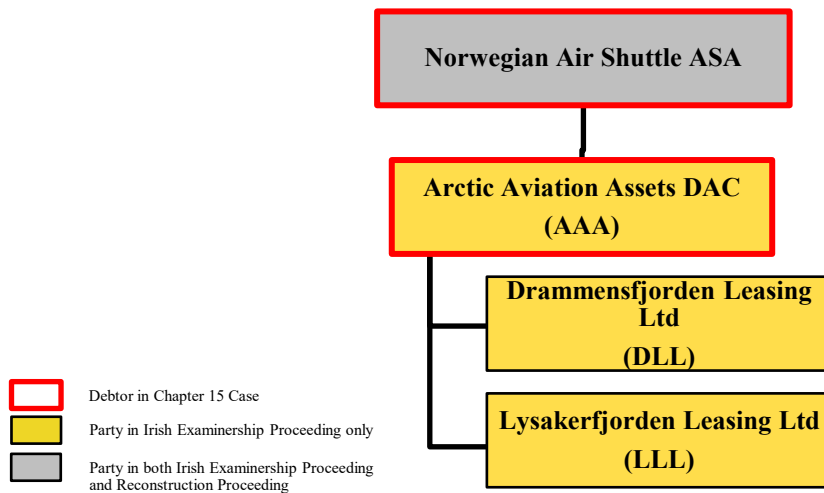 Norwegian Air Shuttle ASA
Arctic Aviation Assets DAC
(AAA)
Drammensfjorden Leasing
Ltd
(DLL)
Lysakerfjorden Leasing Ltd
(LLL)
Debtor in Chapter 15 Case
Party in Irish Examinership Proceeding only
Party in both Irish Examinership Proceeding
and Reconstruction Proceeding